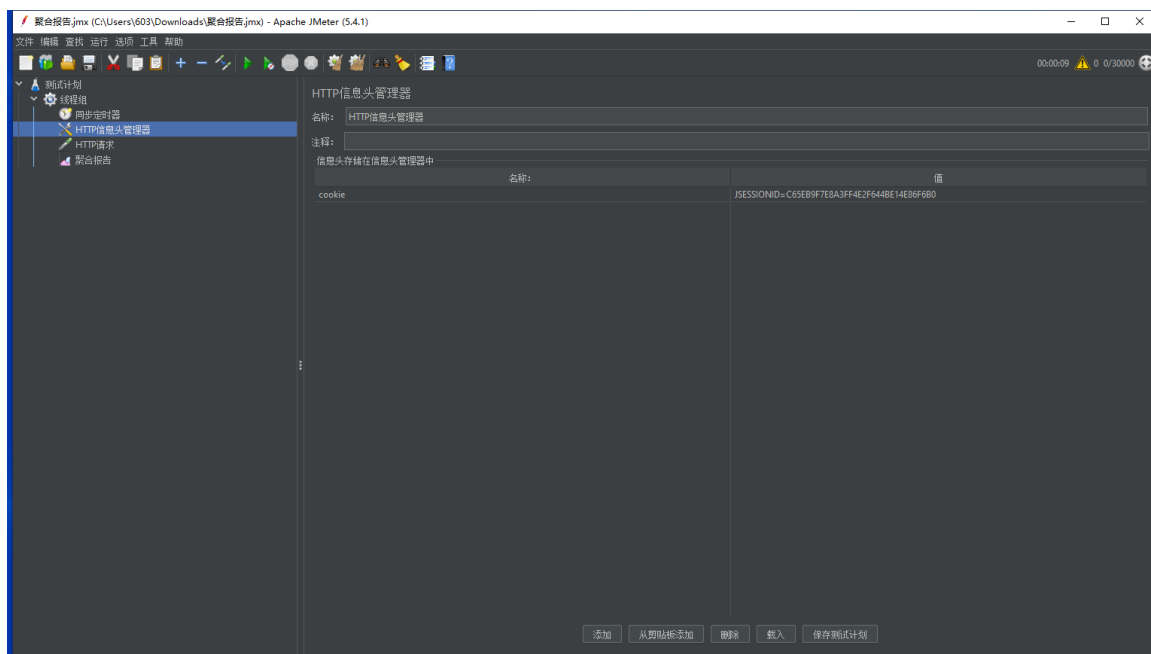 聚合报告.jmx (C:\Users\603\Downloads\聚合报告.jmx) - Apache JMeter (5.4.1)
文件 编辑 查找 运行 选项 工具 帮助
00:00:09 0 0/30000
测试计划
线程组
同步定时器
HTTP信息头管理器
HTTP请求
聚合报告
HTTP信息头管理器
名称: HTTP信息头管理器
注释:
信息头存储在信息头管理器中
名称: 值
cookie JSESSIONID=C65EB9F7E8A3FF4E2F644BE14E86F6B0
添加 从剪贴板添加 删除 载入 保存测试计划